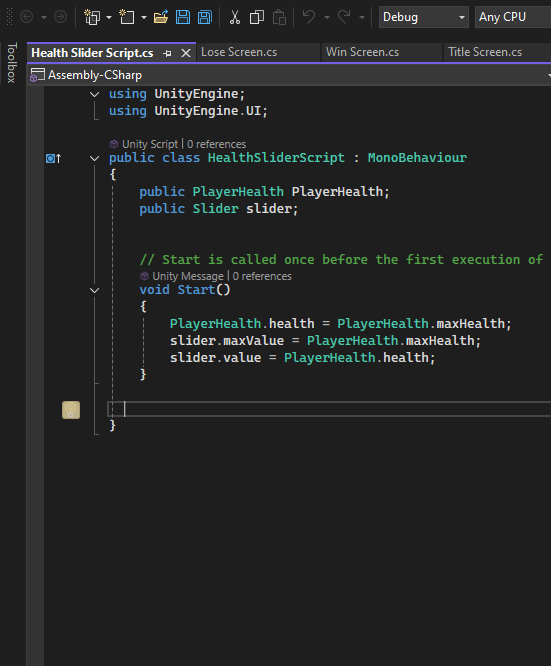 Debug
Any CPU
Toolbox
Health Slider Script.cs
Lose Screen.cs
Win Screen.cs
Title Screen.cs
Assembly-CSharp
using UnityEngine;
using UnityEngine.UI;
Unity Script | 0 references
public class HealthSliderScript : MonoBehaviour
{
public PlayerHealth PlayerHealth;
public Slider slider;
// Start is called once before the first execution of
Unity Message | 0 references
void Start()
{
PlayerHealth.health = PlayerHealth.maxHealth;
slider.maxValue = PlayerHealth.maxHealth;
slider.value = PlayerHealth.health;
}
}